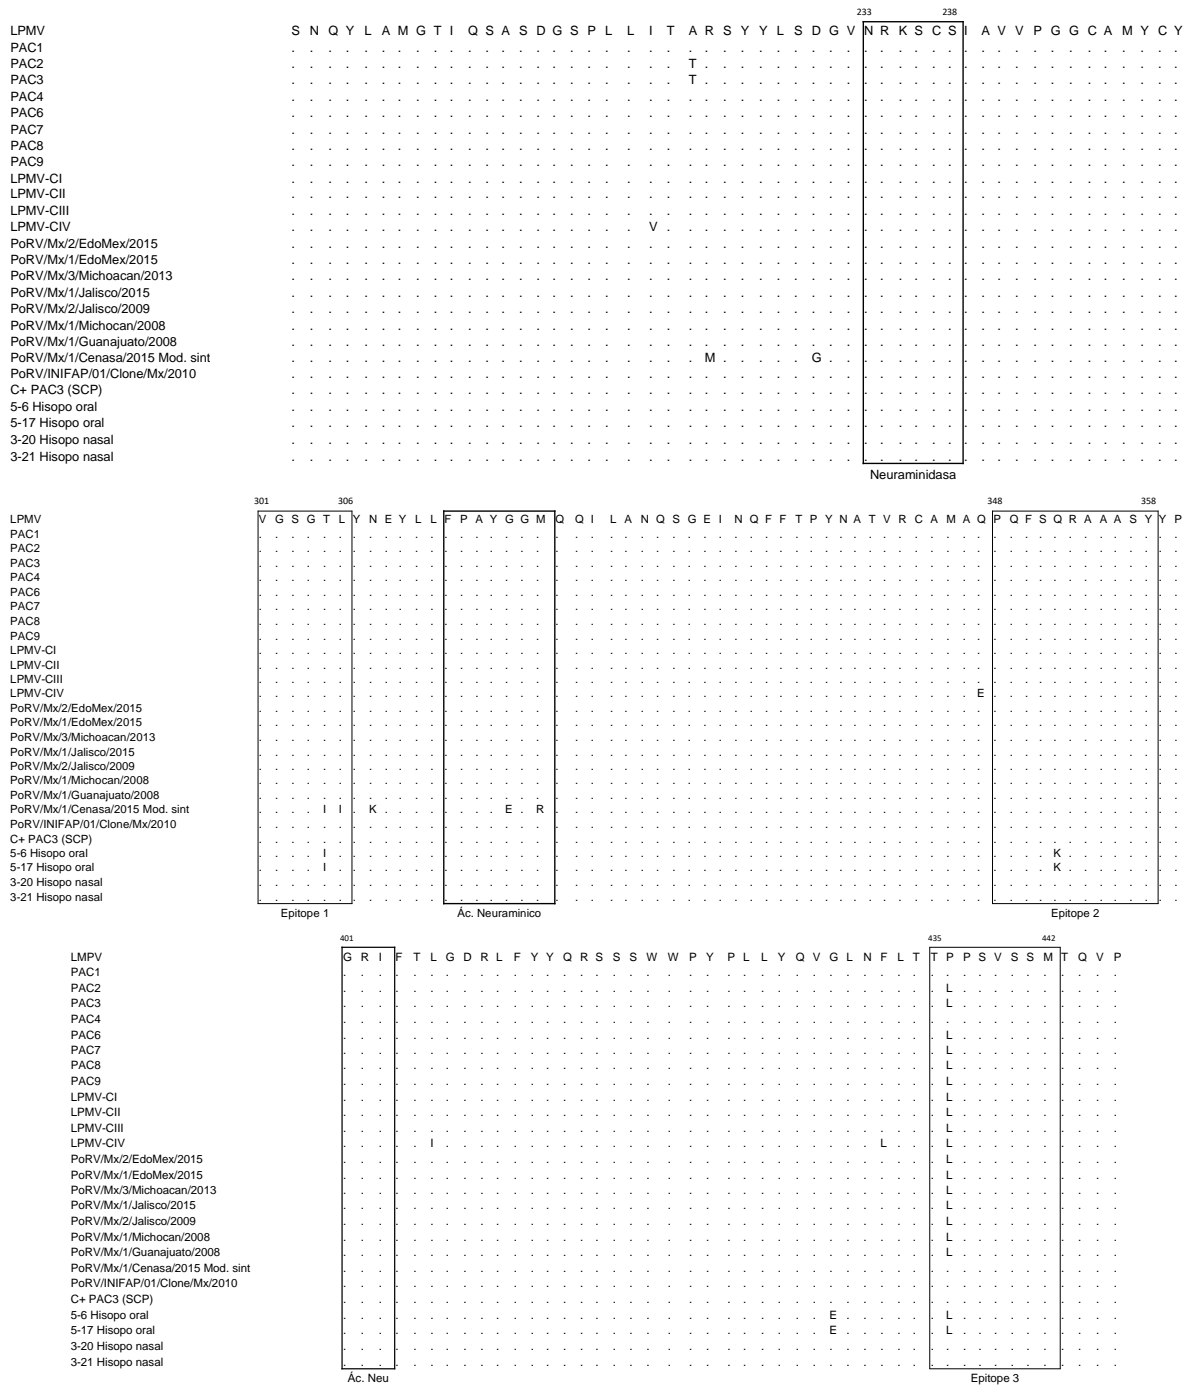 233 238
LPMV S N Q Y L A M G T I Q S A S D G S P L L I T A R S Y Y L S D G V N R K S C S I A V V P G G C A M Y C Y
PAC1
PAC2 T
PAC3 T
PAC4
PAC6
PAC7
PAC8
PAC9
LPMV-CI
LPMV-CII
LPMV-CIII
LPMV-CIV V
PoRV/Mx/2/EdoMex/2015
PoRV/Mx/1/EdoMex/2015
PoRV/Mx/3/Michoacan/2013
PoRV/Mx/1/Jalisco/2015
PoRV/Mx/2/Jalisco/2009
PoRV/Mx/1/Michocan/2008
PoRV/Mx/1/Guanajuato/2008
PoRV/Mx/1/Cenasa/2015 Mod. sint M G
PoRV/INIFAP/01/Clone/Mx/2010
C+ PAC3 (SCP)
5-6 Hisopo oral
5-17 Hisopo oral
3-20 Hisopo nasal
3-21 Hisopo nasal
Neuraminidasa
301 306 348 358
LPMV V G S G T L Y N E Y L L F P A Y G G M Q Q I L A N Q S G E I N Q F F T P Y N A T V R C A M A Q P Q F S Q R A A A S Y Y P
PAC1
PAC2
PAC3
PAC4
PAC6
PAC7
PAC8
PAC9
LPMV-CI
LPMV-CII
LPMV-CIII
LPMV-CIV E
PoRV/Mx/2/EdoMex/2015
PoRV/Mx/1/EdoMex/2015
PoRV/Mx/3/Michoacan/2013
PoRV/Mx/1/Jalisco/2015
PoRV/Mx/2/Jalisco/2009
PoRV/Mx/1/Michocan/2008
PoRV/Mx/1/Guanajuato/2008
PoRV/Mx/1/Cenasa/2015 Mod. sint I I K E R
PoRV/INIFAP/01/Clone/Mx/2010
C+ PAC3 (SCP)
5-6 Hisopo oral I K
5-17 Hisopo oral I K
3-20 Hisopo nasal
3-21 Hisopo nasal
Epitope 1 Ác. Neuraminico Epitope 2
401 435 442
LMPV G R I F T L G D R L F Y Y Q R S S S W W P Y P L L Y Q V G L N F L T T P P S V S S M T Q V P
PAC1
PAC2 L
PAC3 L
PAC4
PAC6 L
PAC7 L
PAC8 L
PAC9 L
LPMV-CI L
LPMV-CII L
LPMV-CIII L
LPMV-CIV I L L
PoRV/Mx/2/EdoMex/2015 L
PoRV/Mx/1/EdoMex/2015 L
PoRV/Mx/3/Michoacan/2013 L
PoRV/Mx/1/Jalisco/2015 L
PoRV/Mx/2/Jalisco/2009 L
PoRV/Mx/1/Michocan/2008 L
PoRV/Mx/1/Guanajuato/2008 L
PoRV/Mx/1/Cenasa/2015 Mod. sint
PoRV/INIFAP/01/Clone/Mx/2010
C+ PAC3 (SCP)
5-6 Hisopo oral E L
5-17 Hisopo oral E L
3-20 Hisopo nasal
3-21 Hisopo nasal
Ác. Neu Epitope 3